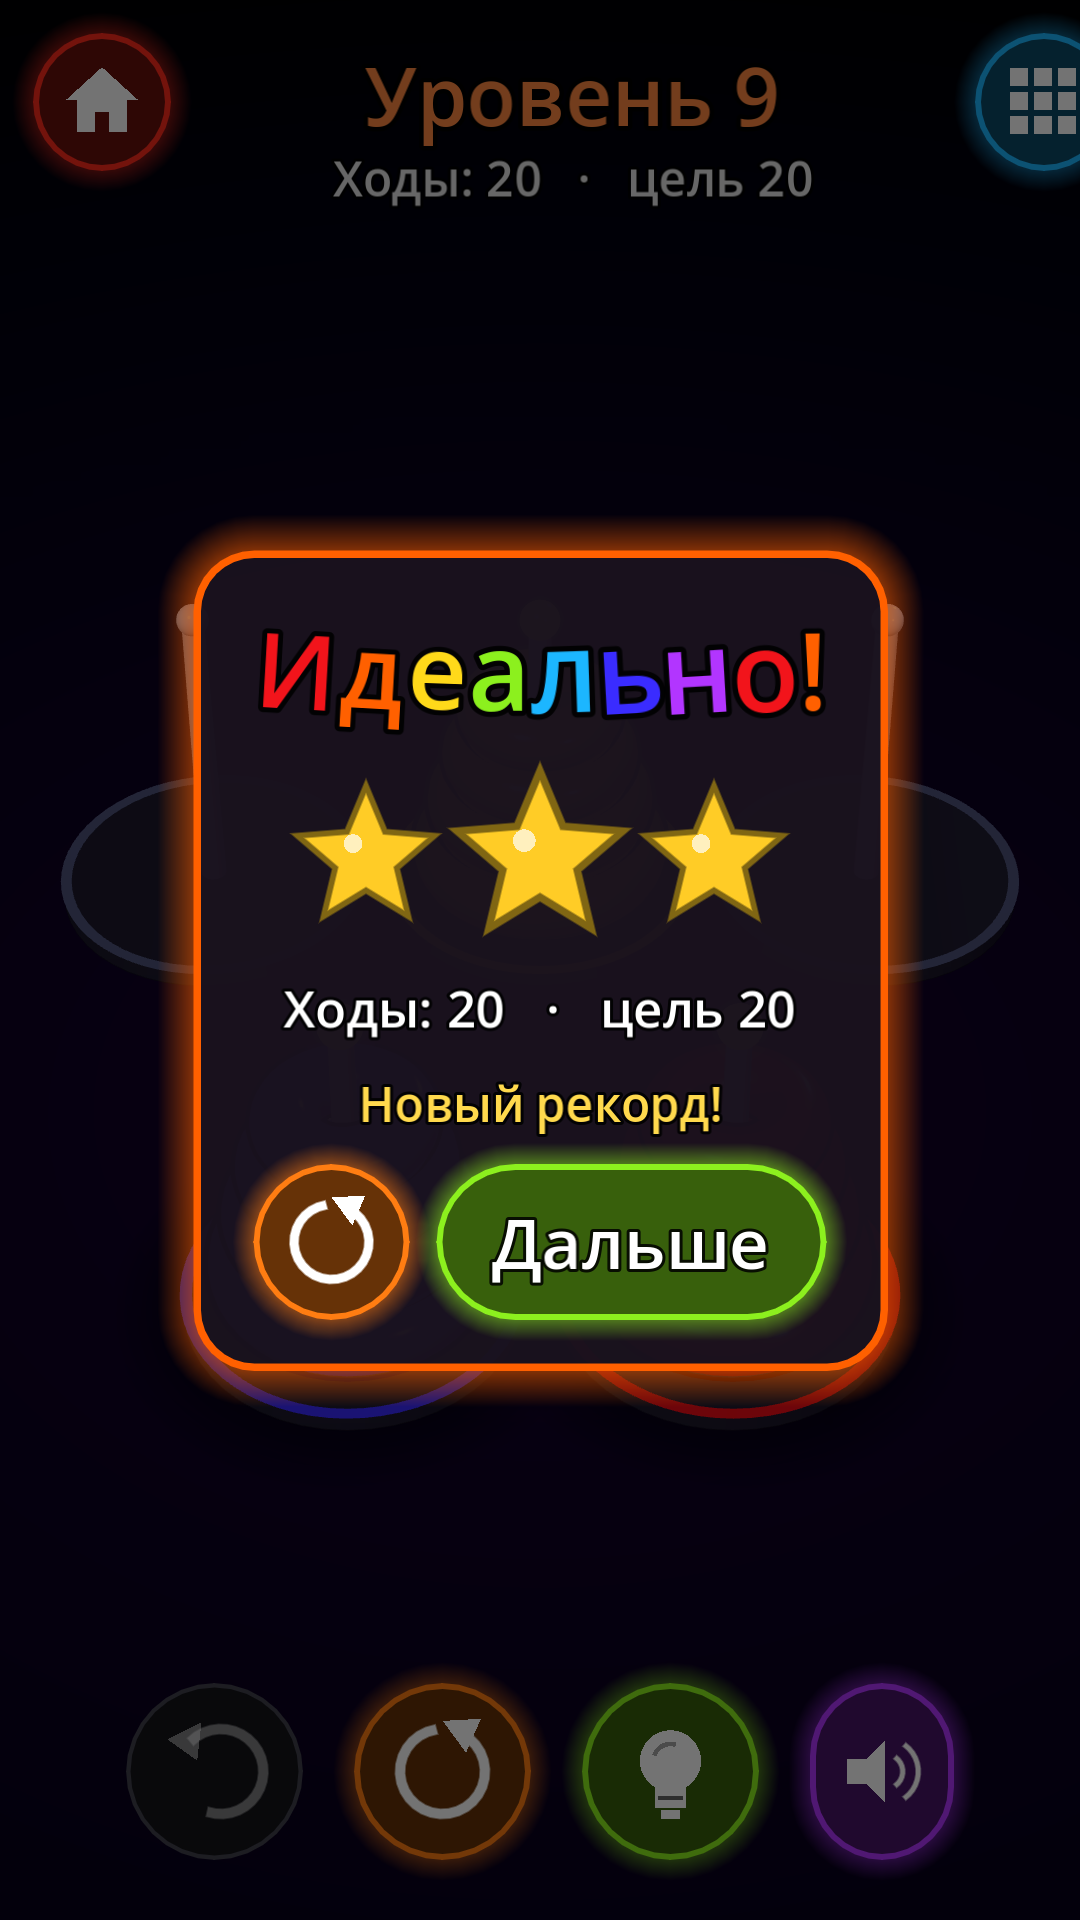 Уровень 9
Ходы: 20 · цель 20
Идеально!
Ходы: 20 · цель 20
Новый рекорд!
Дальше